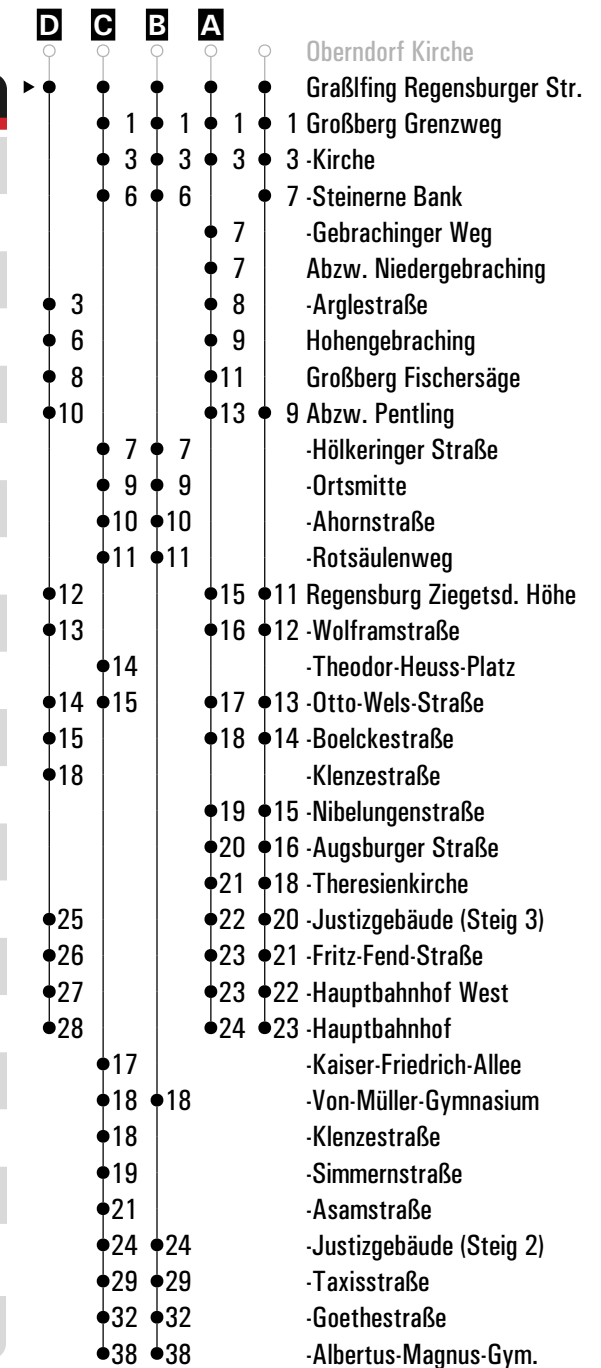 D C B A
Oberndorf Kirche
Graßlfing Regensburger Str.
1 1 1 1 Großberg Grenzweg
3 3 3 3 -Kirche
6 6 7 -Steinerne Bank
7 -Gebrachinger Weg
7 Abzw. Niedergebraching
3 8 -Arglestraße
6 9 Hohengebraching
8 11 Großberg Fischersäge
10 13 9 Abzw. Pentling
7 7 -Hölkeringer Straße
9 9 -Ortsmitte
10 10 -Ahornstraße
11 11 -Rotsäulenweg
12 15 11 Regensburg Ziegetsd. Höhe
13 16 12 -Wolframstraße
14 -Theodor-Heuss-Platz
14 15 17 13 -Otto-Wels-Straße
15 18 14 -Boelckestraße
18 -Klenzestraße
19 15 -Nibelungenstraße
20 16 -Augsburger Straße
21 18 -Theresienkirche
25 22 20 -Justizgebäude (Steig 3)
26 23 21 -Fritz-Fend-Straße
27 23 22 -Hauptbahnhof West
28 24 23 -Hauptbahnhof
17 -Kaiser-Friedrich-Allee
18 18 -Von-Müller-Gymnasium
18 -Klenzestraße
19 -Simmernstraße
21 -Asamstraße
24 24 -Justizgebäude (Steig 2)
29 29 -Taxisstraße
32 32 -Goethestraße
38 38 -Albertus-Magnus-Gym.